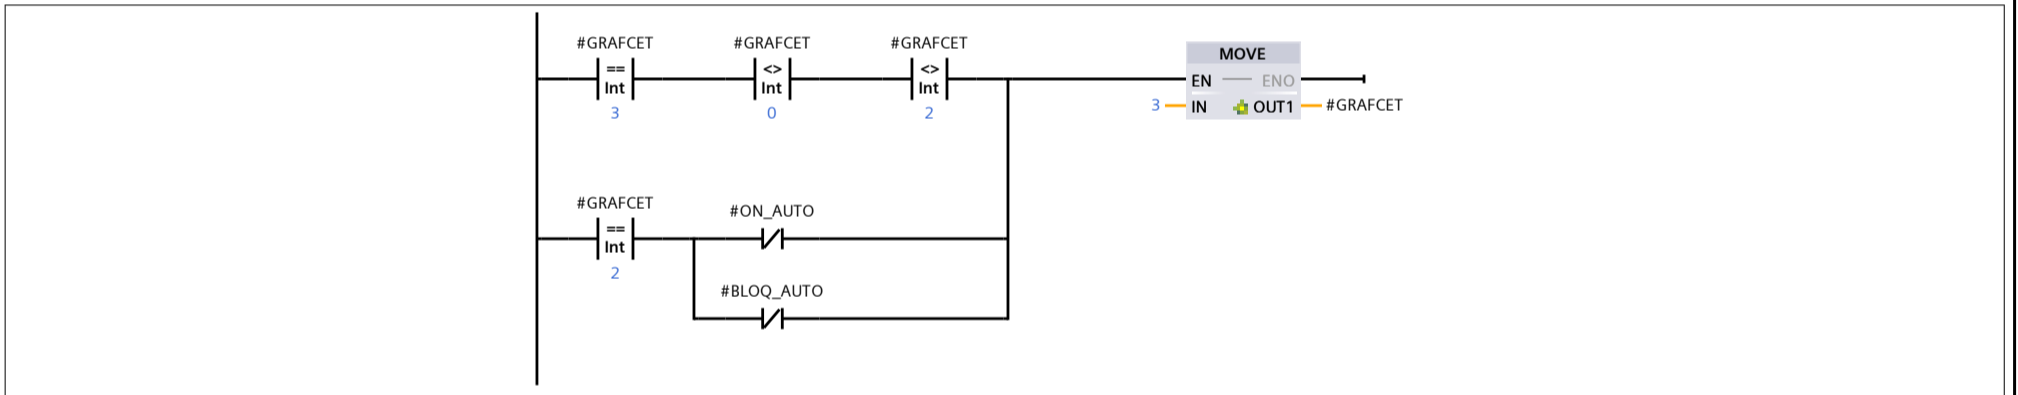 #GRAFCET #GRAFCET #GRAFCET
== <> <> MOVE
Int Int Int EN ENO
3 0 2 3 IN OUT1 #GRAFCET
#GRAFCET #ON_AUTO
==
Int
2
#BLOQ_AUTO